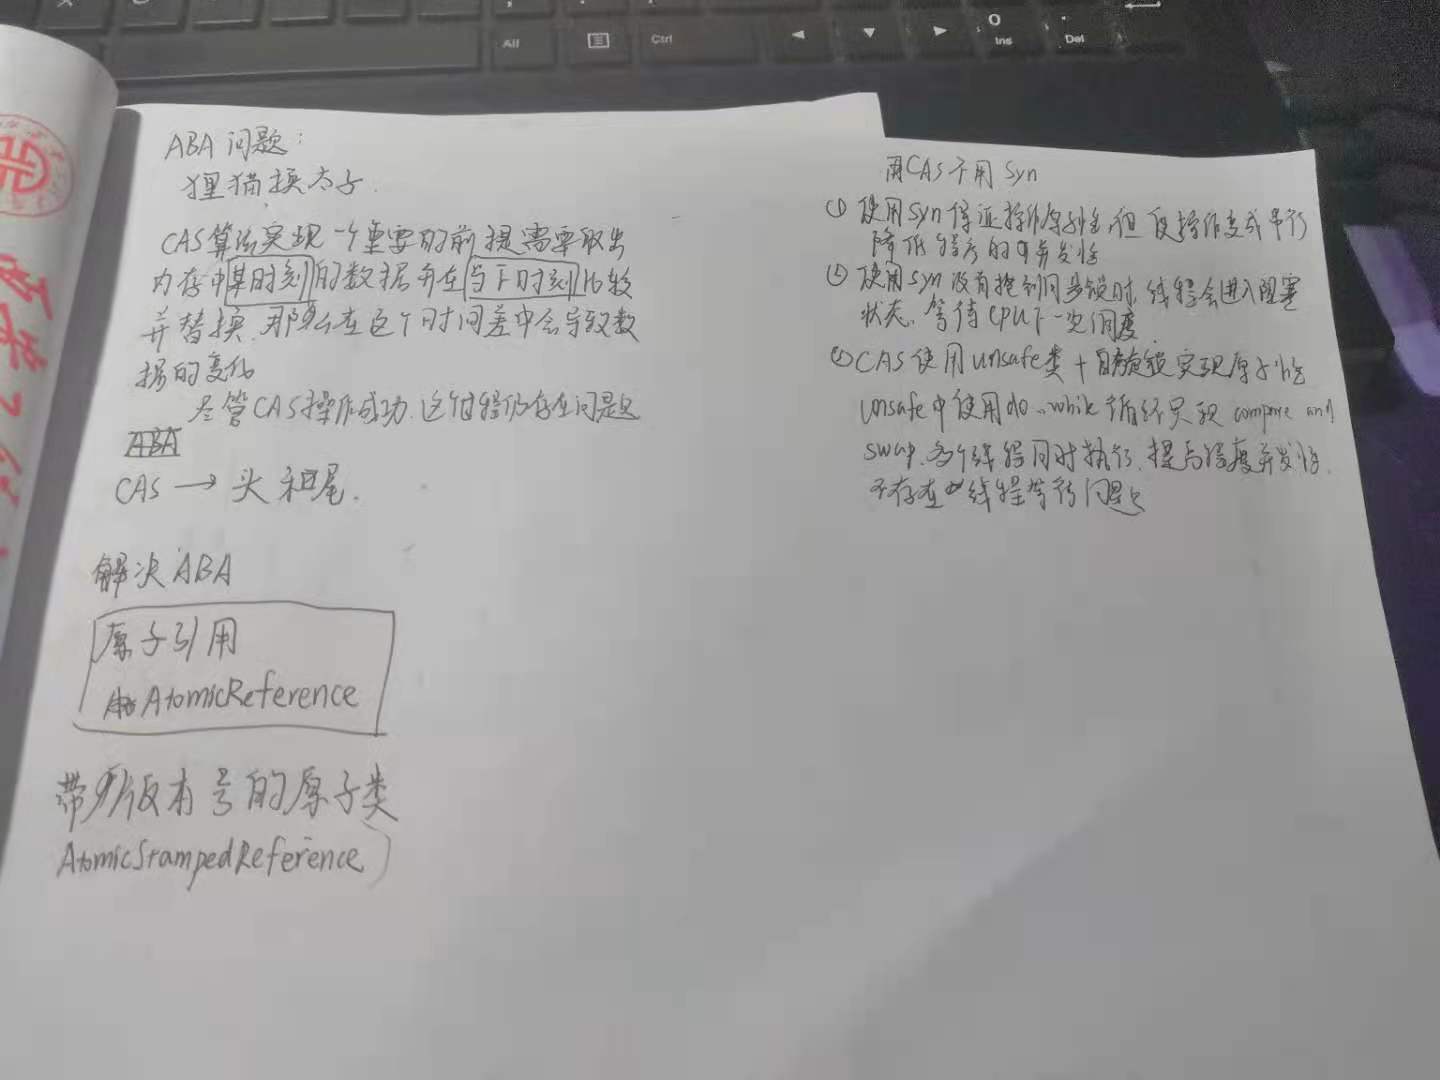 Alt
Ctrl
0
Ins
Del
ABA 问题:
狸猫换太子.
CAS算法实现一个重要的前提需要取出
内存中某时刻的数据并在当下时刻比较
并替换,那么在这个时间差中会导致数
据的变化
尽管CAS操作成功.这个过程仍存在问题
ABA
CAS → 头和尾.
解决ABA
原子引用
AtomicReference
带版本号的原子类
AtomicStampedReference
用CAS不用Syn
① 使用Syn保证操作原子性,但使操作变成串行
降低程序的并发性
② 使用Syn没有抢到同步锁时,线程会进入阻塞
状态,等待CPU下一次调度
③ CAS使用unsafe类+自旋锁实现原子性
unsafe中使用do..while循环实现 compare and
swap.多个线程同时执行,提高程度并发性.
不存在线程等待问题